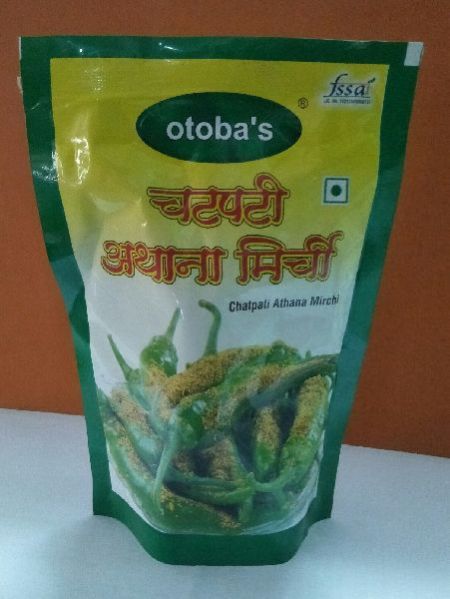 fssai
otoba's ®
चटपटी
अथाना मिर्ची
Chatpati Athana Mirchi